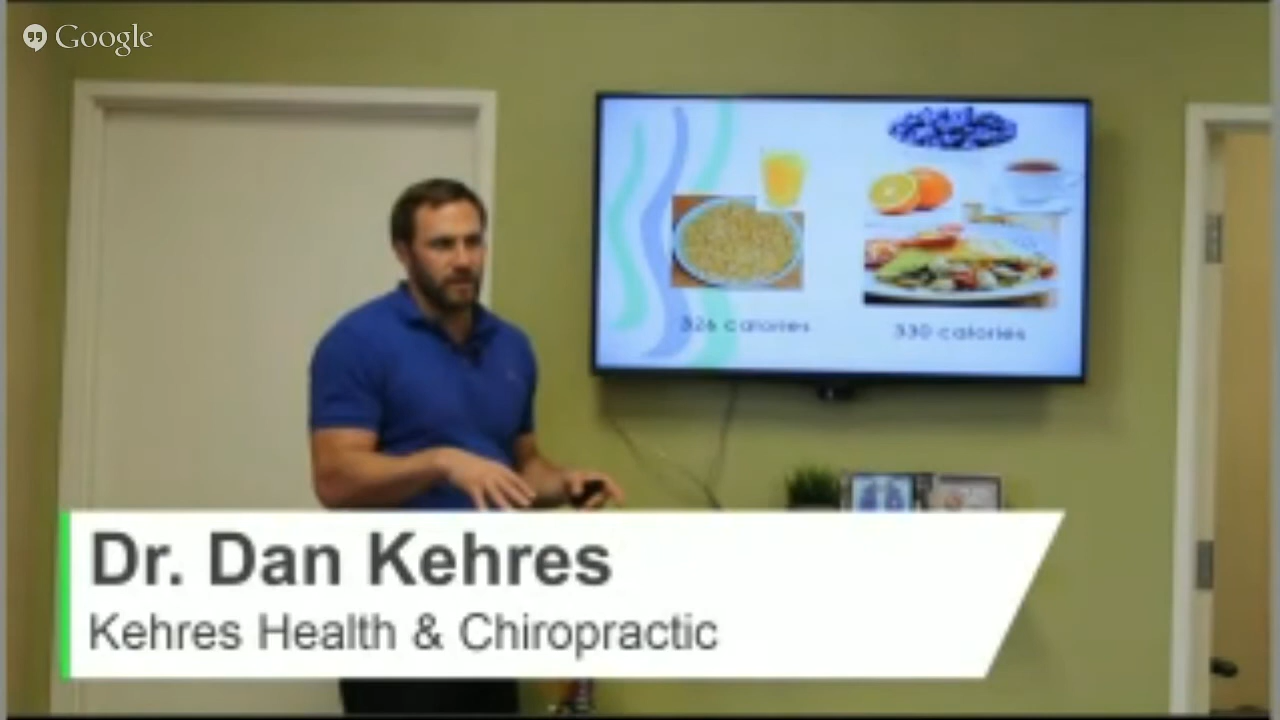 Google
326 calories
330 calories
Dr. Dan Kehres
Kehres Health & Chiropractic